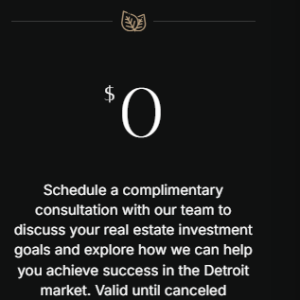 $0
Schedule a complimentary
consultation with our team to
discuss your real estate investment
goals and explore how we can help
you achieve success in the Detroit
market. Valid until canceled